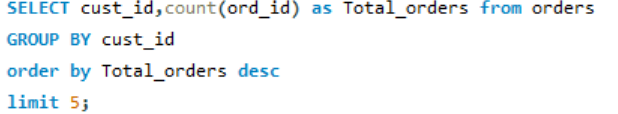 SELECT cust_id,count(ord_id) as Total_orders from orders
GROUP BY cust_id
order by Total_orders desc
limit 5;